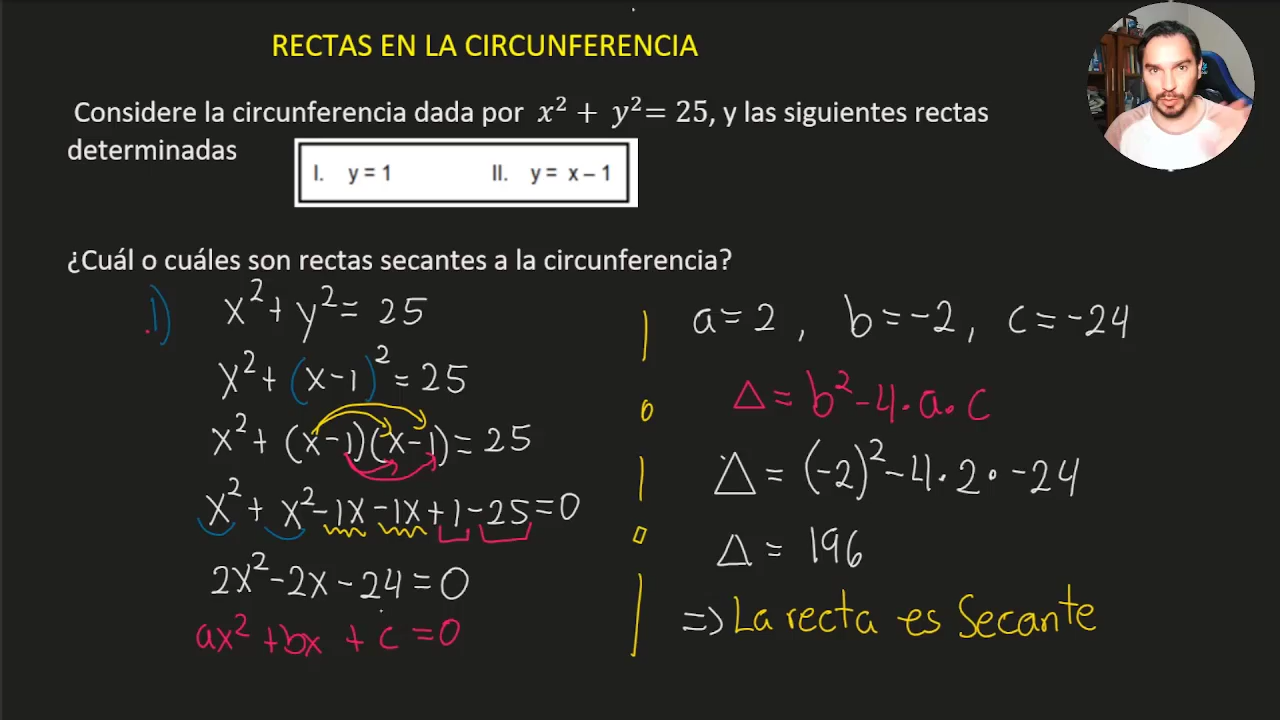 RECTAS EN LA CIRCUNFERENCIA
Considere la circunferencia dada por x² + y² = 25, y las siguientes rectas
determinadas
I. y = 1 II. y = x – 1
¿Cuál o cuáles son rectas secantes a la circunferencia?
.1)
x² + y² = 25
x² + (x-1)² = 25
x² + (x-1)(x-1) = 25
x² + x² -1x -1x +1 -25 = 0
2x² -2x -24 = 0
ax² + bx + c = 0
a = 2 , b = -2 , c = -24
Δ = b² - 4·a·c
Δ = (-2)² - 4·2·-24
Δ = 196
=> La recta es Secante